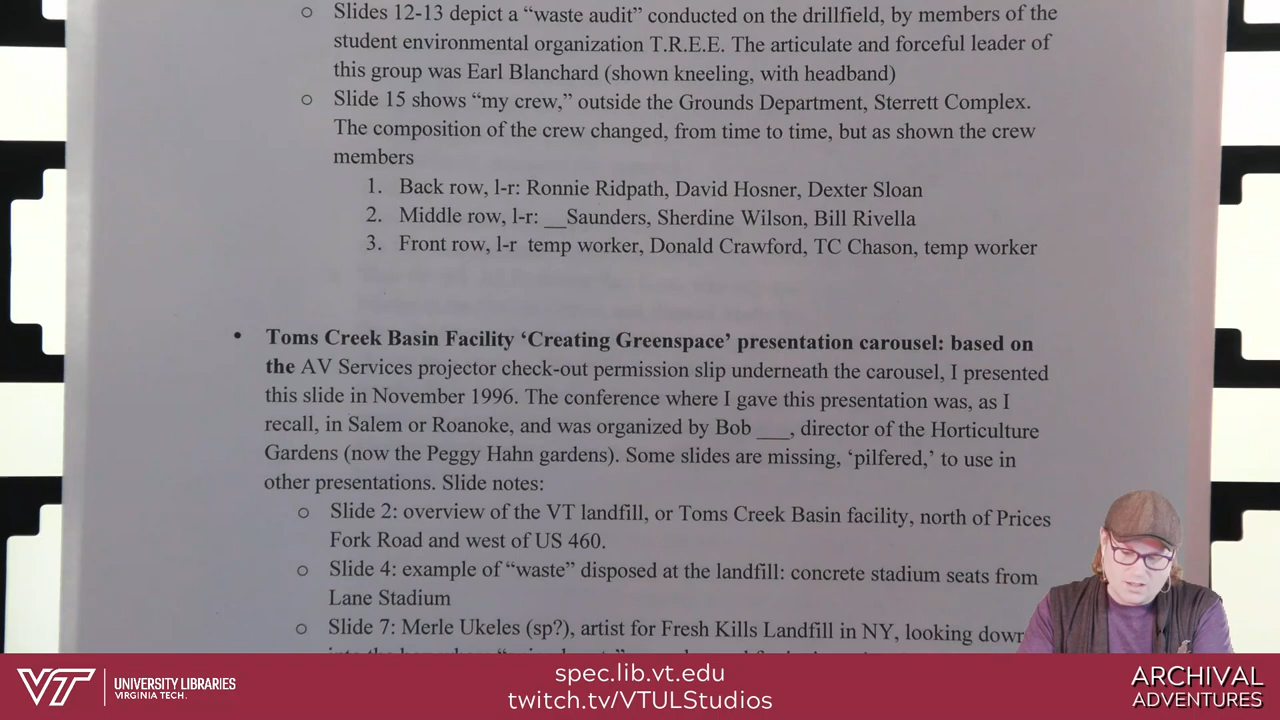 o Slides 12-13 depict a “waste audit” conducted on the drillfield, by members of the
student environmental organization T.R.E.E. The articulate and forceful leader of
this group was Earl Blanchard (shown kneeling, with headband)
o Slide 15 shows “my crew,” outside the Grounds Department, Sterrett Complex.
The composition of the crew changed, from time to time, but as shown the crew
members
1. Back row, l-r: Ronnie Ridpath, David Hosner, Dexter Sloan
2. Middle row, l-r: __Saunders, Sherdine Wilson, Bill Rivella
3. Front row, l-r temp worker, Donald Crawford, TC Chason, temp worker
• Toms Creek Basin Facility ‘Creating Greenspace’ presentation carousel: based on
the AV Services projector check-out permission slip underneath the carousel, I presented
this slide in November 1996. The conference where I gave this presentation was, as I
recall, in Salem or Roanoke, and was organized by Bob ___, director of the Horticulture
Gardens (now the Peggy Hahn gardens). Some slides are missing, ‘pilfered,’ to use in
other presentations. Slide notes:
o Slide 2: overview of the VT landfill, or Toms Creek Basin facility, north of Prices
Fork Road and west of US 460.
o Slide 4: example of “waste” disposed at the landfill: concrete stadium seats from
Lane Stadium
o Slide 7: Merle Ukeles (sp?), artist for Fresh Kills Landfill in NY, looking down
VT UNIVERSITY LIBRARIES
VIRGINIA TECH.
spec.lib.vt.edu
twitch.tv/VTULStudios
ARCHIVAL
ADVENTURES